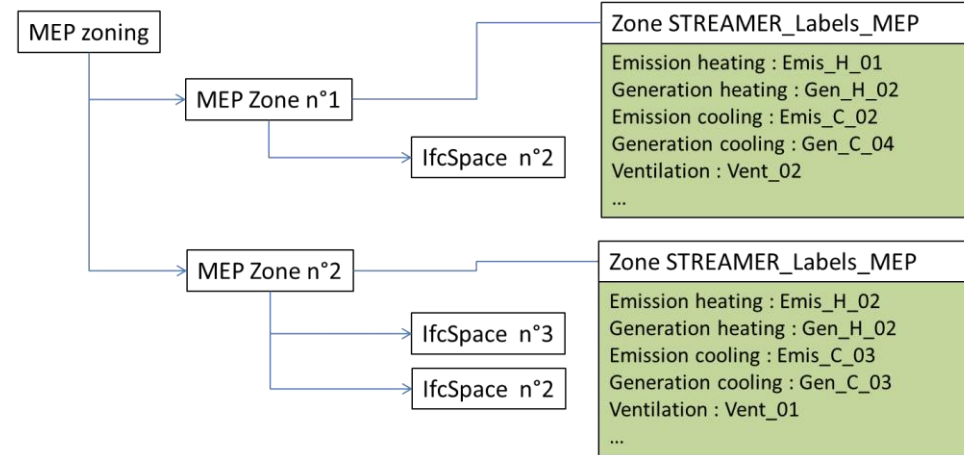 MEP zoning
MEP Zone n°1
IfcSpace n°2
Zone STREAMER_Labels_MEP
Emission heating : Emis_H_01
Generation heating : Gen_H_02
Emission cooling : Emis_C_02
Generation cooling : Gen_C_04
Ventilation : Vent_02
...
MEP Zone n°2
IfcSpace n°3
IfcSpace n°2
Zone STREAMER_Labels_MEP
Emission heating : Emis_H_02
Generation heating : Gen_H_02
Emission cooling : Emis_C_03
Generation cooling : Gen_C_03
Ventilation : Vent_01
...